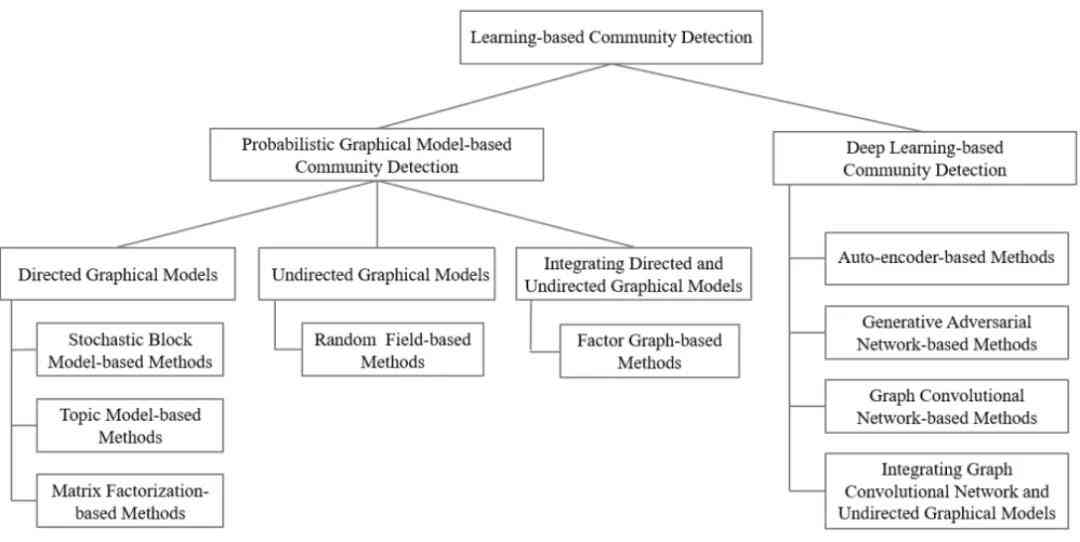 Learning-based Community Detection
Probabilistic Graphical Model-based
Community Detection
Deep Learning-based
Community Detection
Directed Graphical Models
Stochastic Block
Model-based Methods
Topic Model-based
Methods
Matrix Factorization-
based Methods
Undirected Graphical Models
Random Field-based
Methods
Integrating Directed and
Undirected Graphical Models
Factor Graph-based
Methods
Auto-encoder-based Methods
Generative Adversarial
Network-based Methods
Graph Convolutional
Network-based Methods
Integrating Graph
Convolutional Network and
Undirected Graphical Models